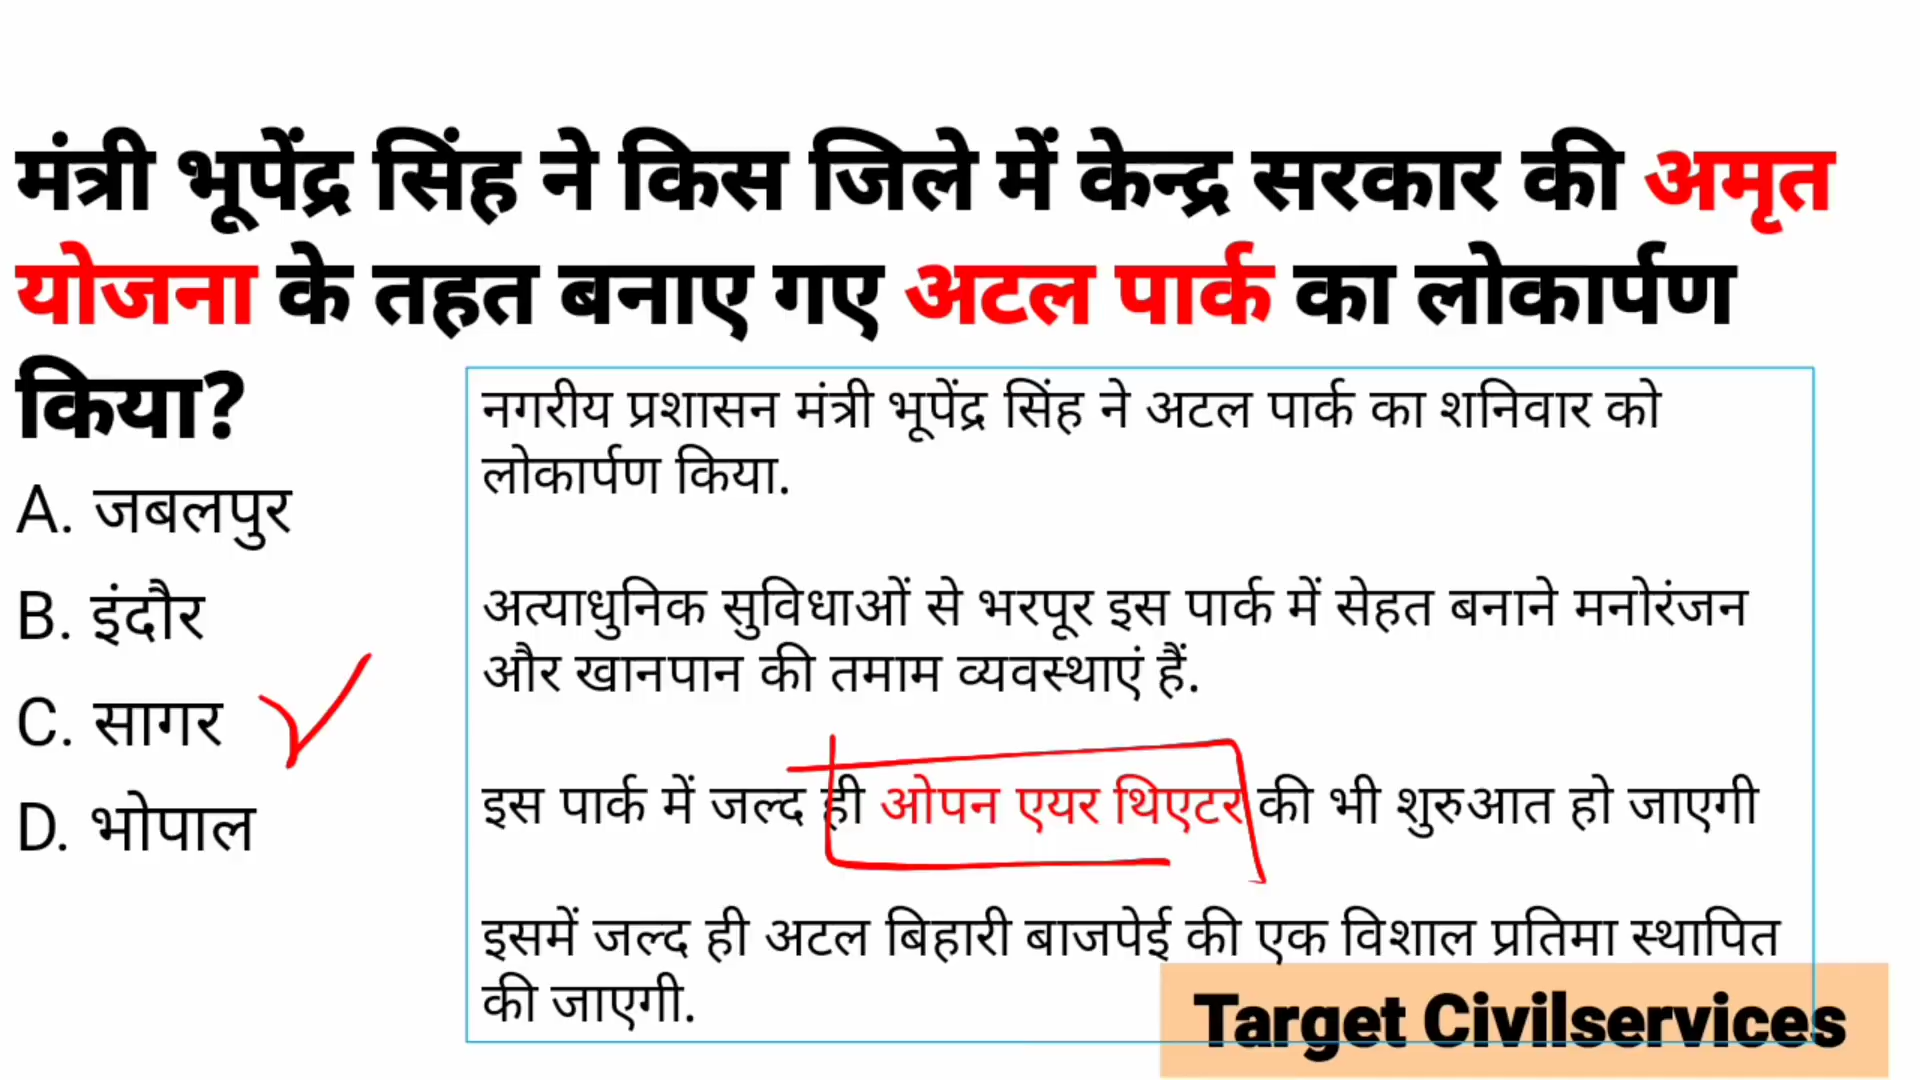 मंत्री भूपेंद्र सिंह ने किस जिले में केन्द्र सरकार की अमृत
योजना के तहत बनाए गए अटल पार्क का लोकार्पण
किया?
A. जबलपुर
B. इंदौर
C. सागर
D. भोपाल
नगरीय प्रशासन मंत्री भूपेंद्र सिंह ने अटल पार्क का शनिवार को
लोकार्पण किया.
अत्याधुनिक सुविधाओं से भरपूर इस पार्क में सेहत बनाने मनोरंजन
और खानपान की तमाम व्यवस्थाएं हैं.
इस पार्क में जल्द ही ओपन एयर थिएटर की भी शुरुआत हो जाएगी
इसमें जल्द ही अटल बिहारी बाजपेई की एक विशाल प्रतिमा स्थापित
की जाएगी.
Target Civilservices